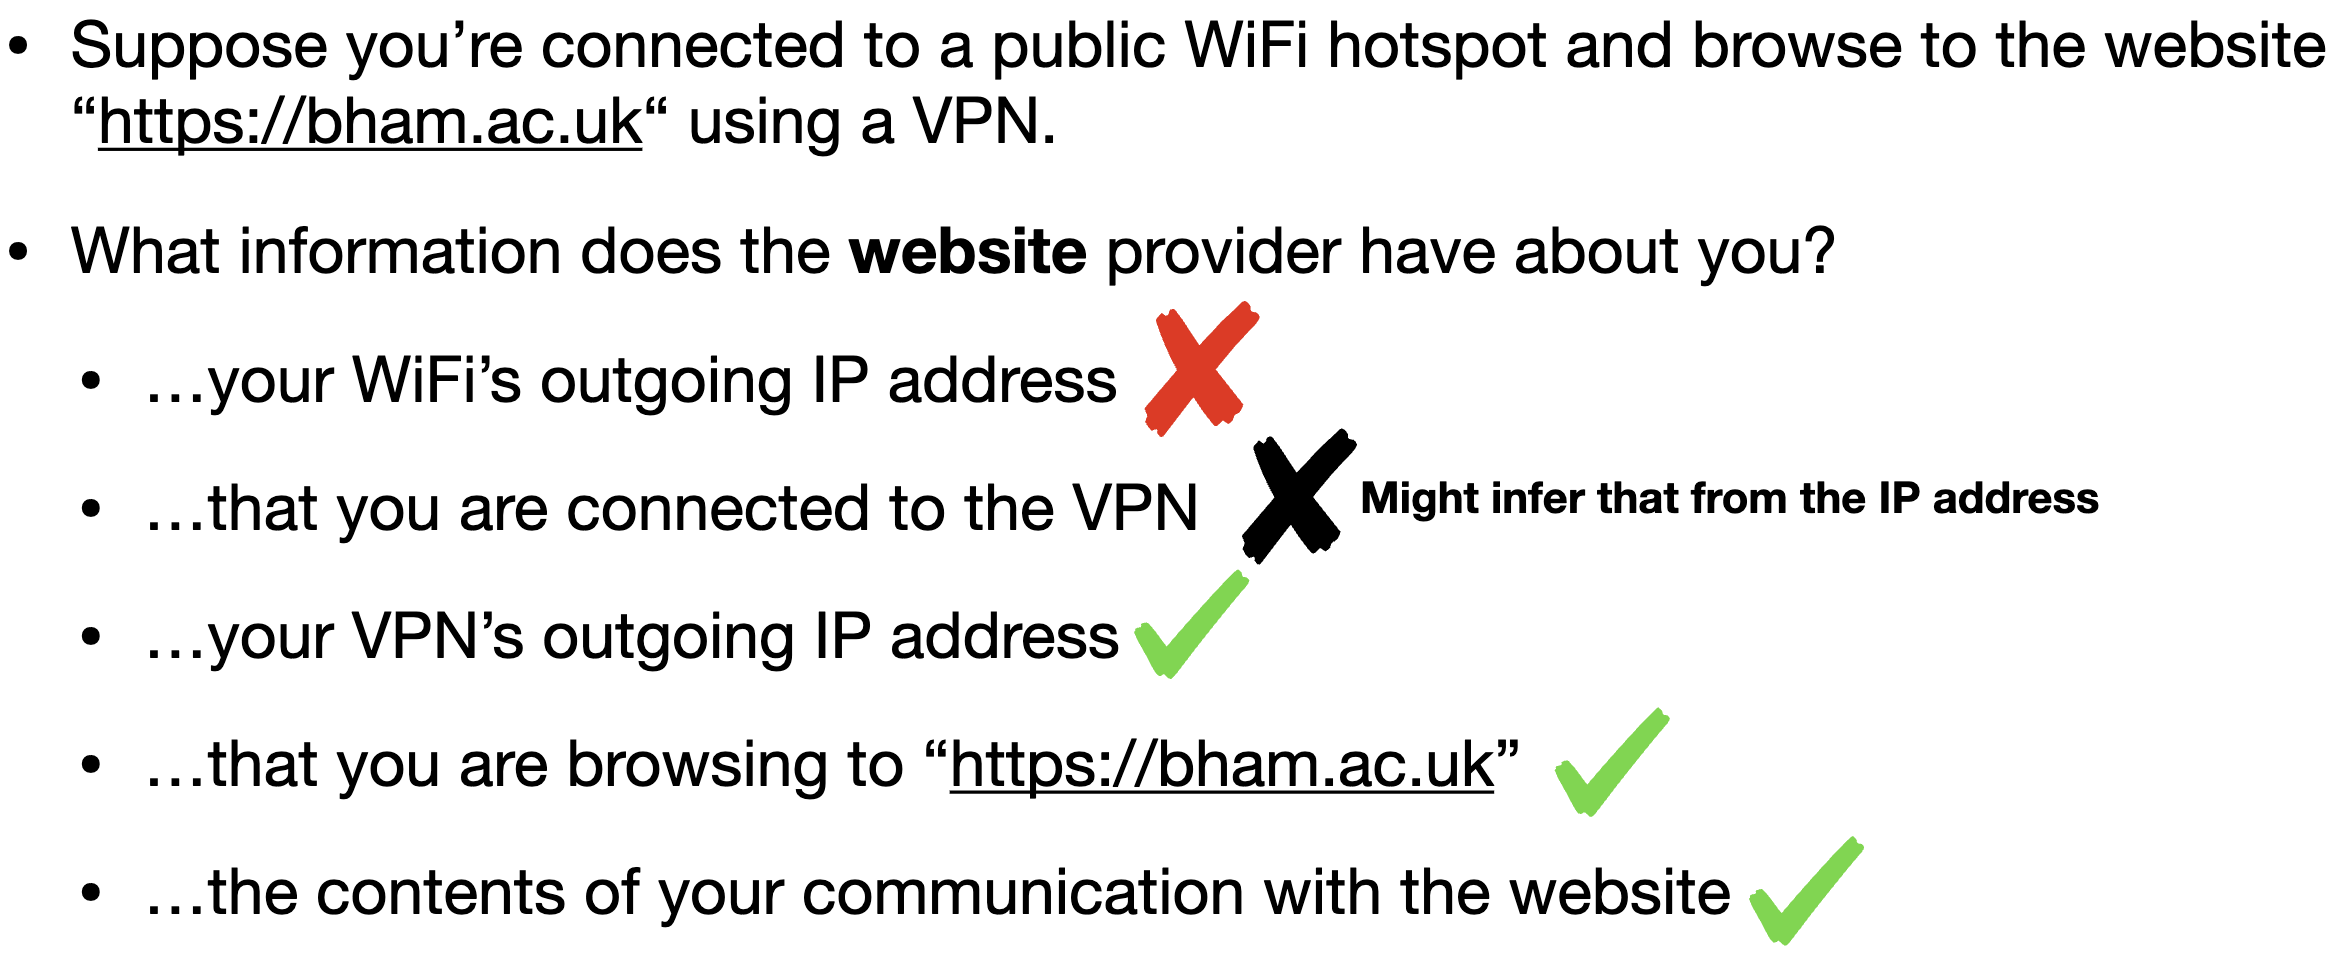 • Suppose you’re connected to a public WiFi hotspot and browse to the website
“https://bham.ac.uk“ using a VPN.
• What information does the website provider have about you?
• …your WiFi’s outgoing IP address
• …that you are connected to the VPN Might infer that from the IP address
• …your VPN’s outgoing IP address
• …that you are browsing to “https://bham.ac.uk”
• …the contents of your communication with the website